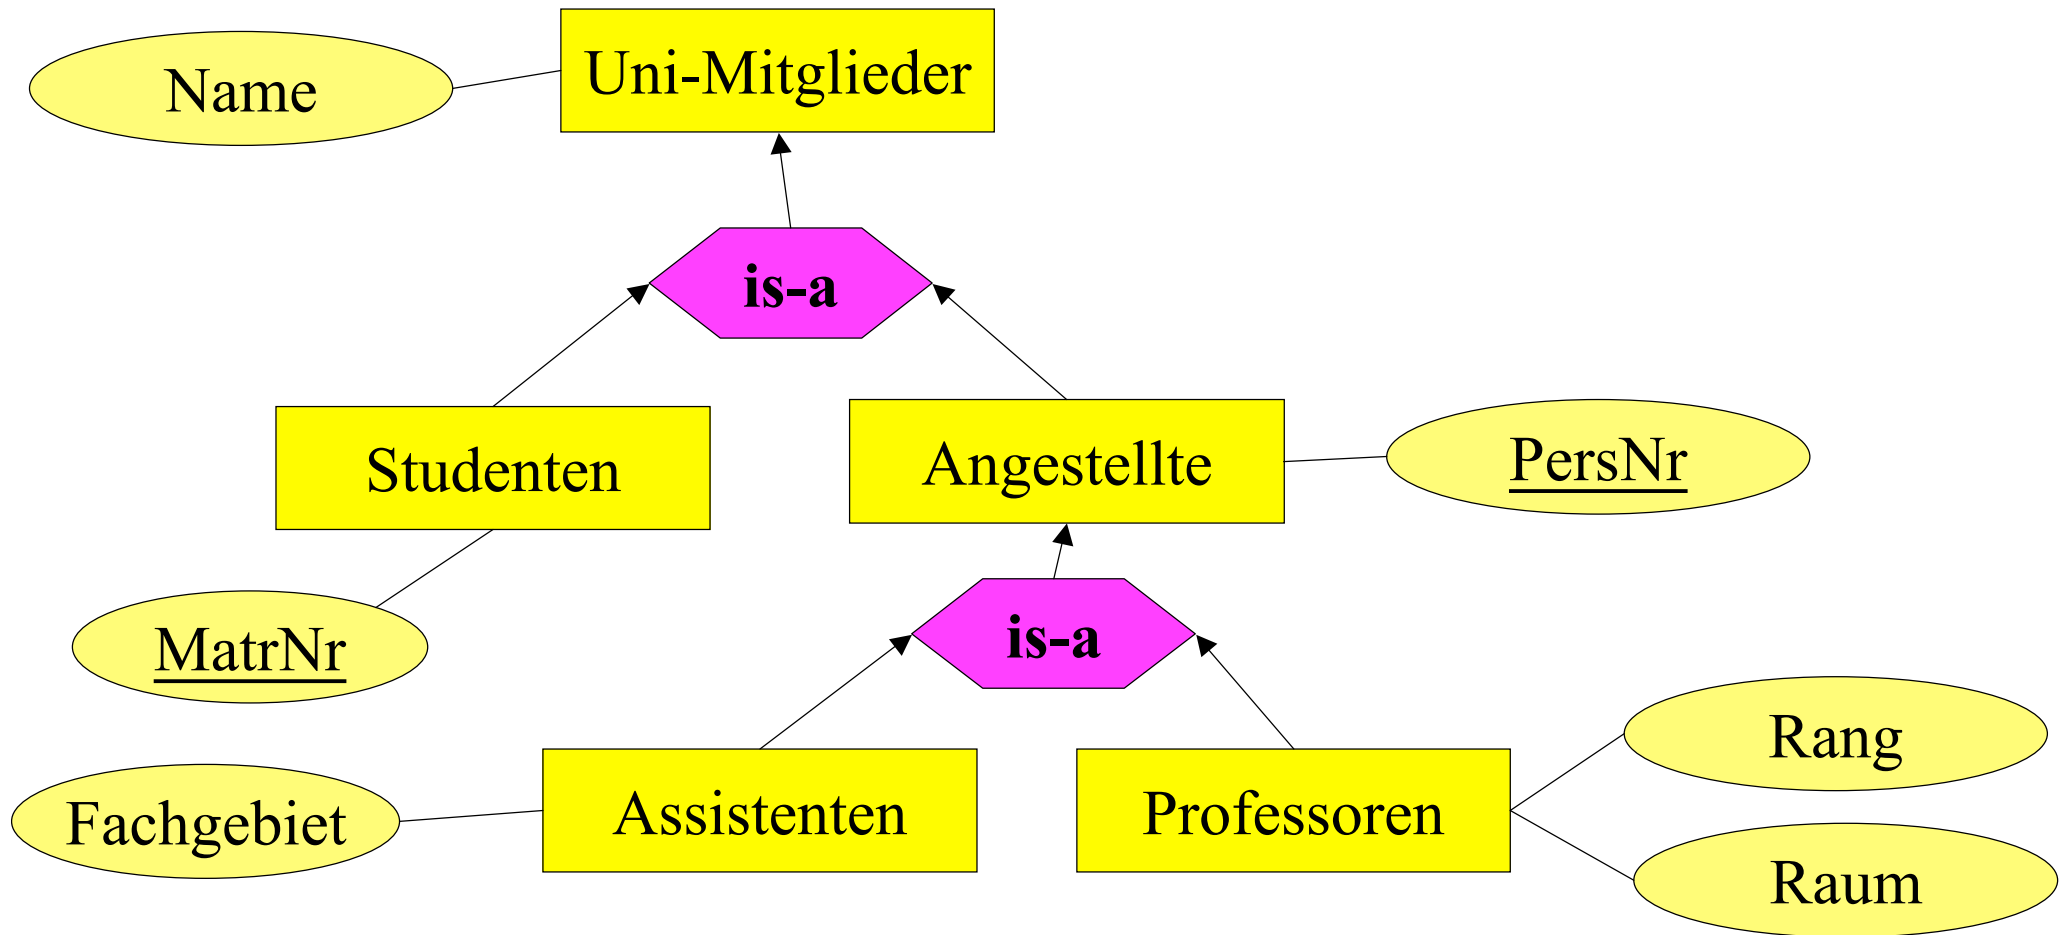 Uni-Mitglieder
Name
is-a
Studenten
Angestellte
PersNr
MatrNr
is-a
Rang
Fachgebiet
Assistenten
Professoren
Raum